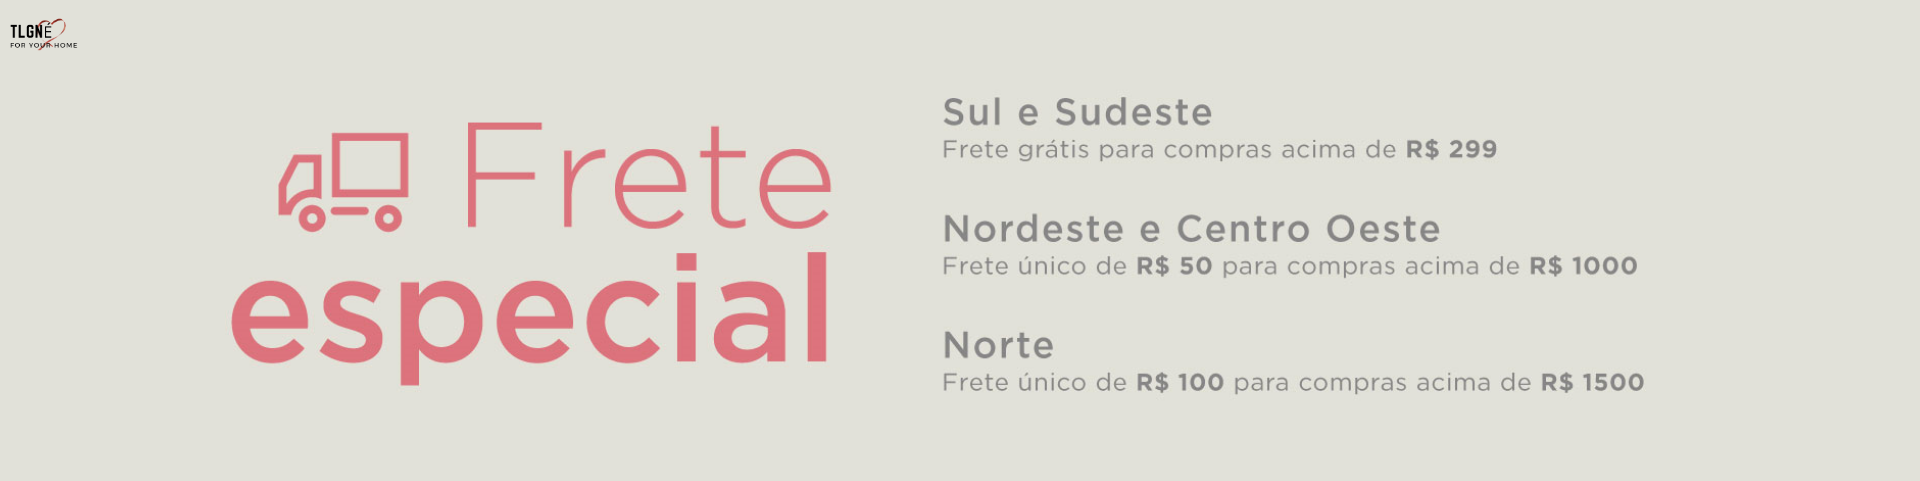 TLGNÉ
FOR YOUR HOME
Frete
especial
Sul e Sudeste
Frete grátis para compras acima de R$ 299
Nordeste e Centro Oeste
Frete único de R$ 50 para compras acima de R$ 1000
Norte
Frete único de R$ 100 para compras acima de R$ 1500